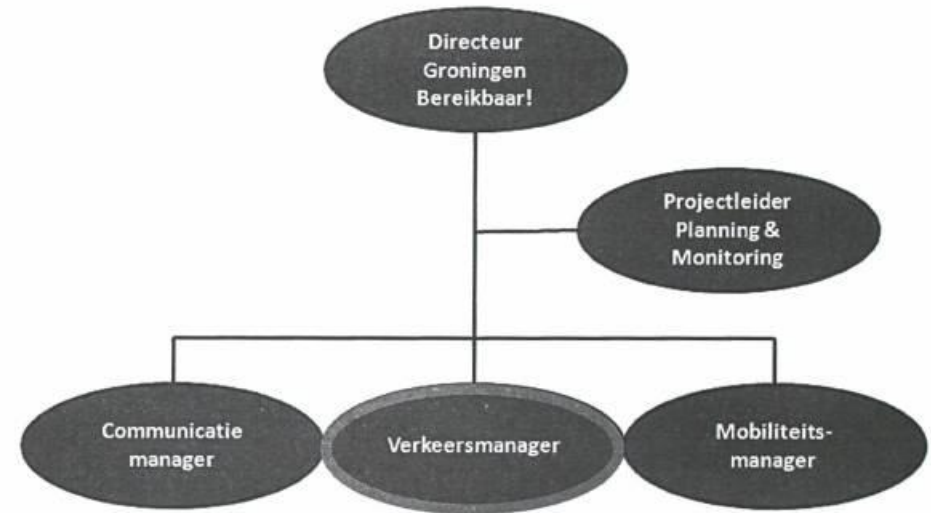 Directeur
Groningen
Bereikbaar!
Projectleider
Planning &
Monitoring
Communicatie
manager
Verkeersmanager
Mobiliteits-
manager